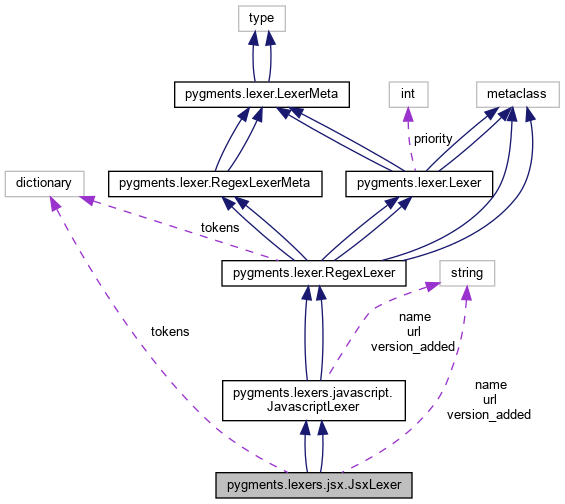 type
pygments.lexer.LexerMeta
int
metaclass
priority
dictionary
pygments.lexer.RegexLexerMeta
pygments.lexer.Lexer
tokens
pygments.lexer.RegexLexer
string
tokens
name
url
version_added
name
url
version_added
pygments.lexers.javascript.
JavascriptLexer
pygments.lexers.jsx.JsxLexer